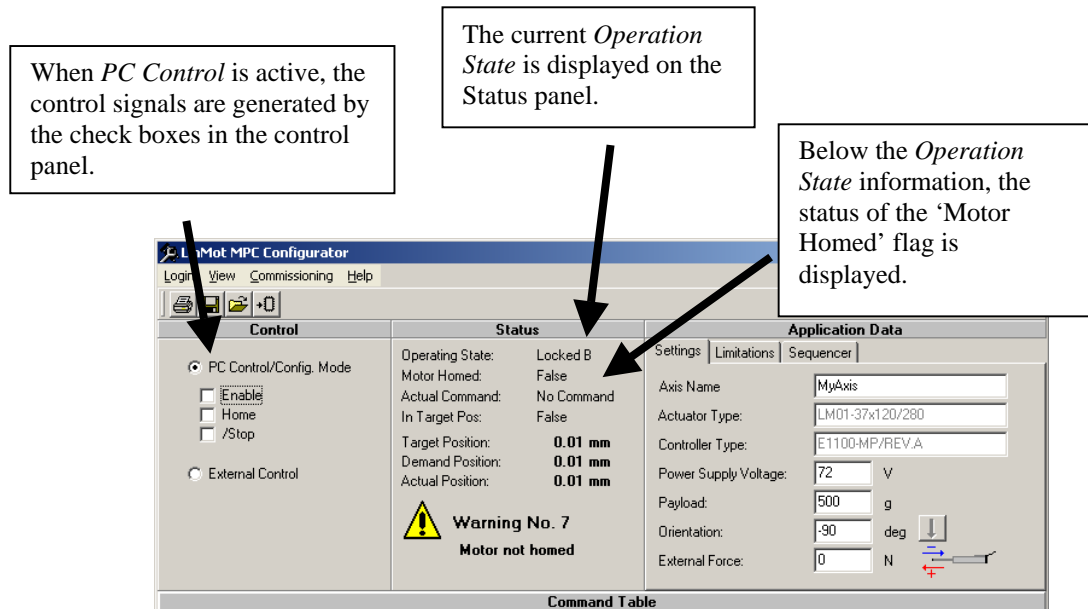 The current Operation
State is displayed on the
Status panel.
When PC Control is active, the
control signals are generated by
the check boxes in the control
panel.
Below the Operation
State information, the
status of the ‘Motor
Homed’ flag is
displayed.
LinMot MPC Configurator
Login View Commissioning Help
Control
Status
Application Data
PC Control/Config. Mode
Enable
Home
/Stop
External Control
Operating State: Locked B
Motor Homed: False
Actual Command: No Command
In Target Pos: False
Target Position: 0.01 mm
Demand Position: 0.01 mm
Actual Position: 0.01 mm
Warning No. 7
Motor not homed
Settings Limitations Sequencer
Axis Name MyAxis
Actuator Type: LM01-37x120/280
Controller Type: E1100-MP/REV.A
Power Supply Voltage: 72 V
Payload: 500 g
Orientation: -90 deg
External Force: 0 N
Command Table